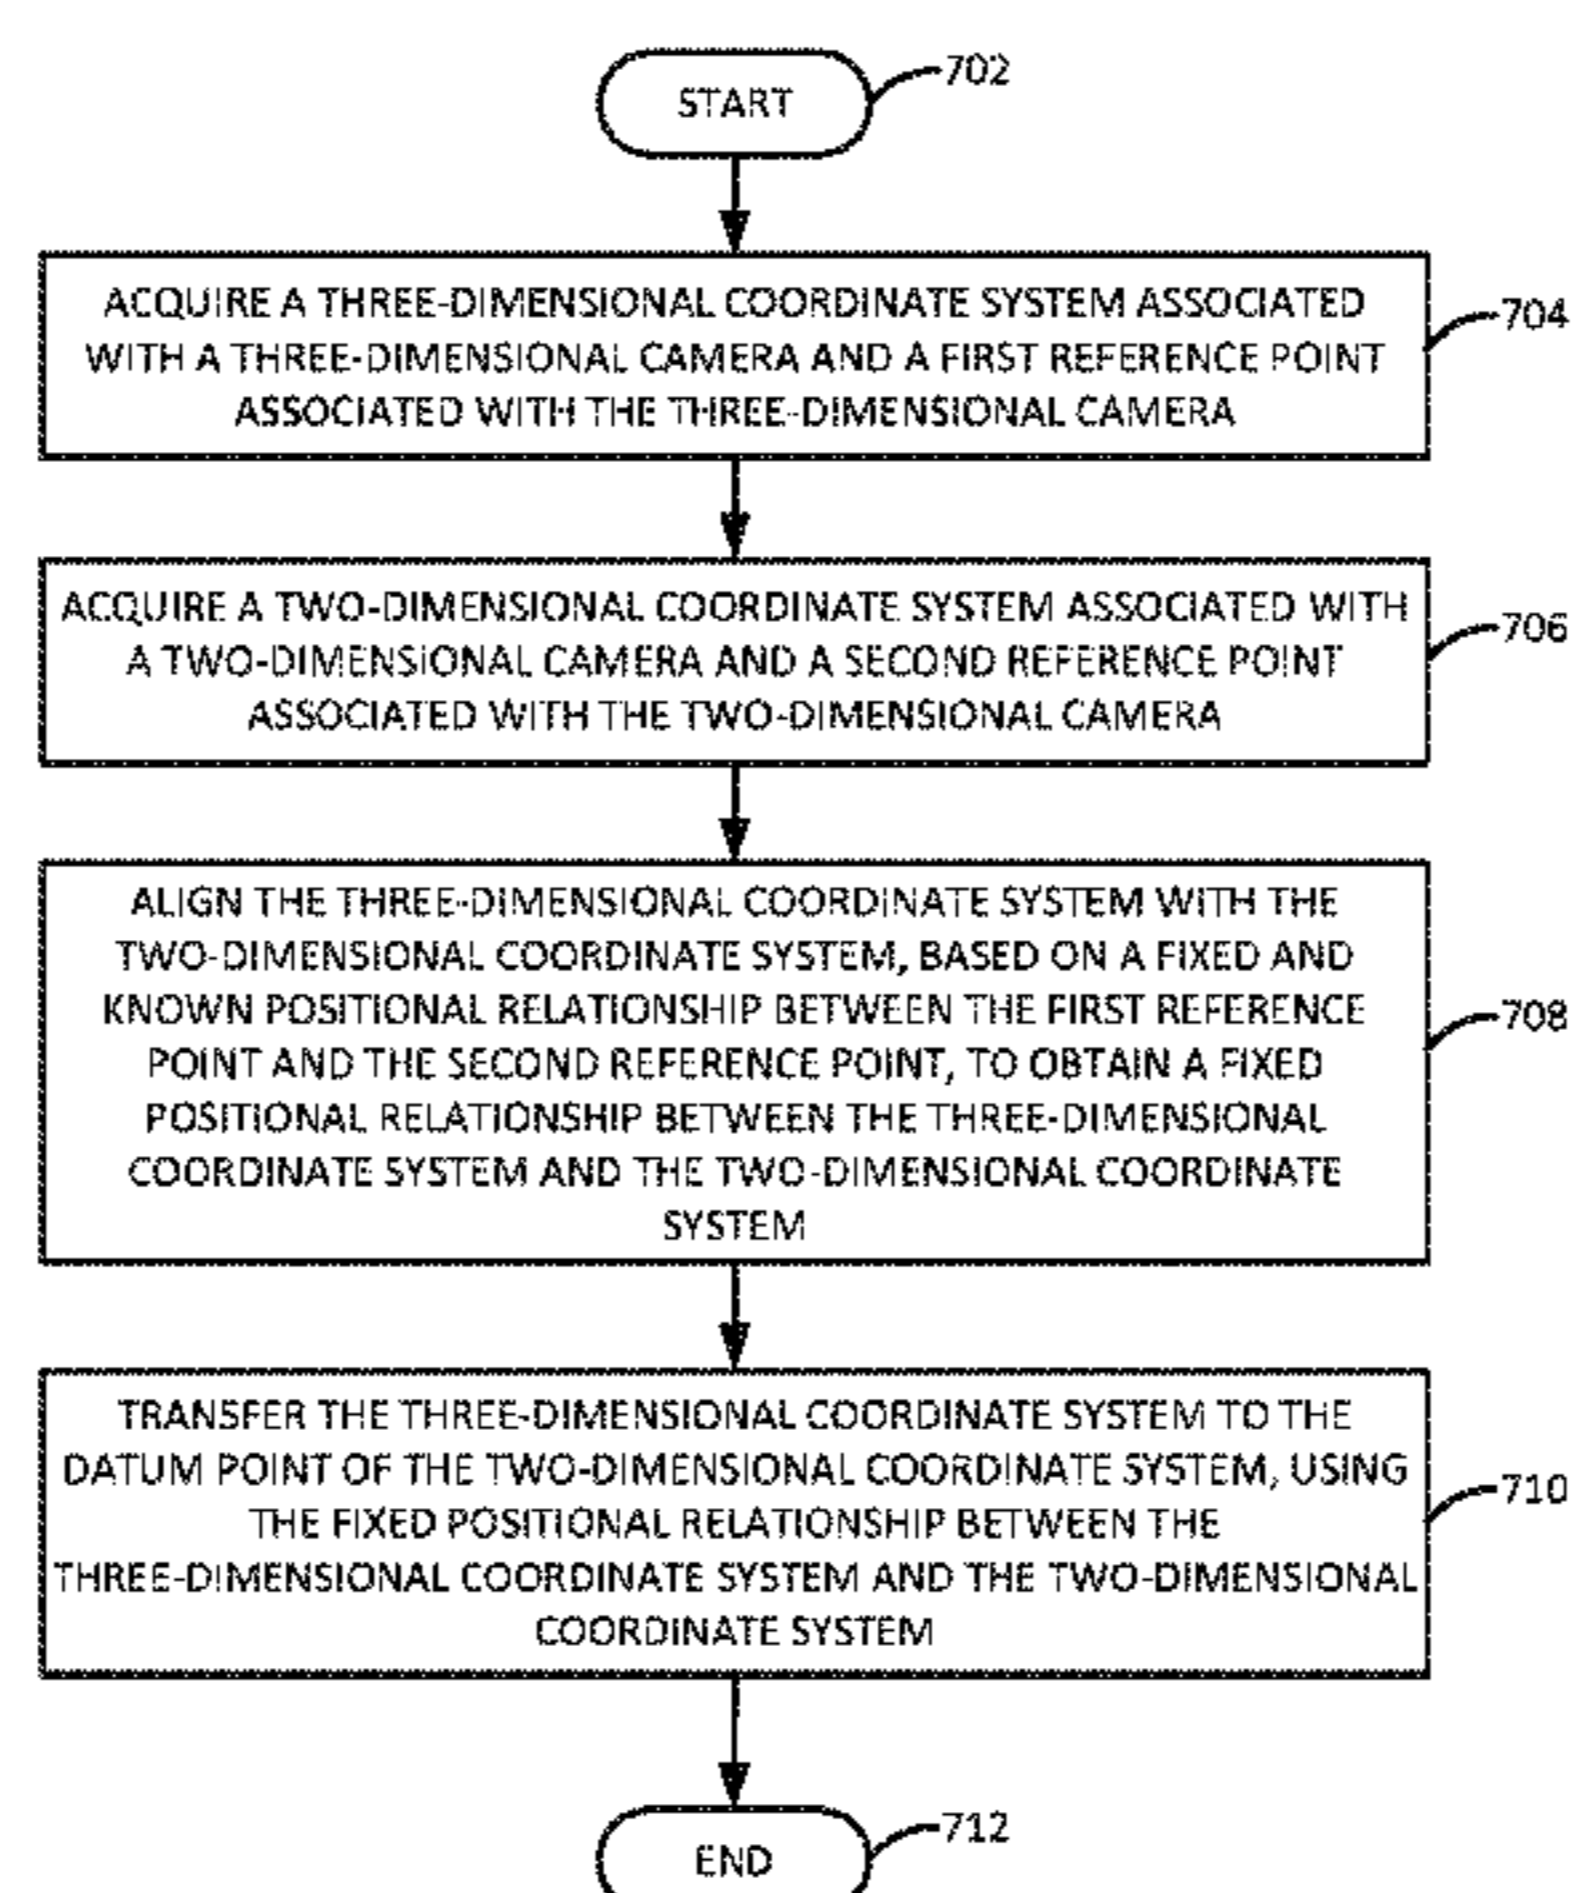 START
702
ACQUIRE A THREE-DIMENSIONAL COORDINATE SYSTEM ASSOCIATED
WITH A THREE-DIMENSIONAL CAMERA AND A FIRST REFERENCE POINT
ASSOCIATED WITH THE THREE-DIMENSIONAL CAMERA
704
ACQUIRE A TWO-DIMENSIONAL COORDINATE SYSTEM ASSOCIATED WITH
A TWO-DIMENSIONAL CAMERA AND A SECOND REFERENCE POINT
ASSOCIATED WITH THE TWO-DIMENSIONAL CAMERA
706
ALIGN THE THREE-DIMENSIONAL COORDINATE SYSTEM WITH THE
TWO-DIMENSIONAL COORDINATE SYSTEM, BASED ON A FIXED AND
KNOWN POSITIONAL RELATIONSHIP BETWEEN THE FIRST REFERENCE
POINT AND THE SECOND REFERENCE POINT, TO OBTAIN A FIXED
POSITIONAL RELATIONSHIP BETWEEN THE THREE-DIMENSIONAL
COORDINATE SYSTEM AND THE TWO-DIMENSIONAL COORDINATE
SYSTEM
708
TRANSFER THE THREE-DIMENSIONAL COORDINATE SYSTEM TO THE
DATUM POINT OF THE TWO-DIMENSIONAL COORDINATE SYSTEM, USING
THE FIXED POSITIONAL RELATIONSHIP BETWEEN THE
THREE-DIMENSIONAL COORDINATE SYSTEM AND THE TWO-DIMENSIONAL
COORDINATE SYSTEM
710
END
712